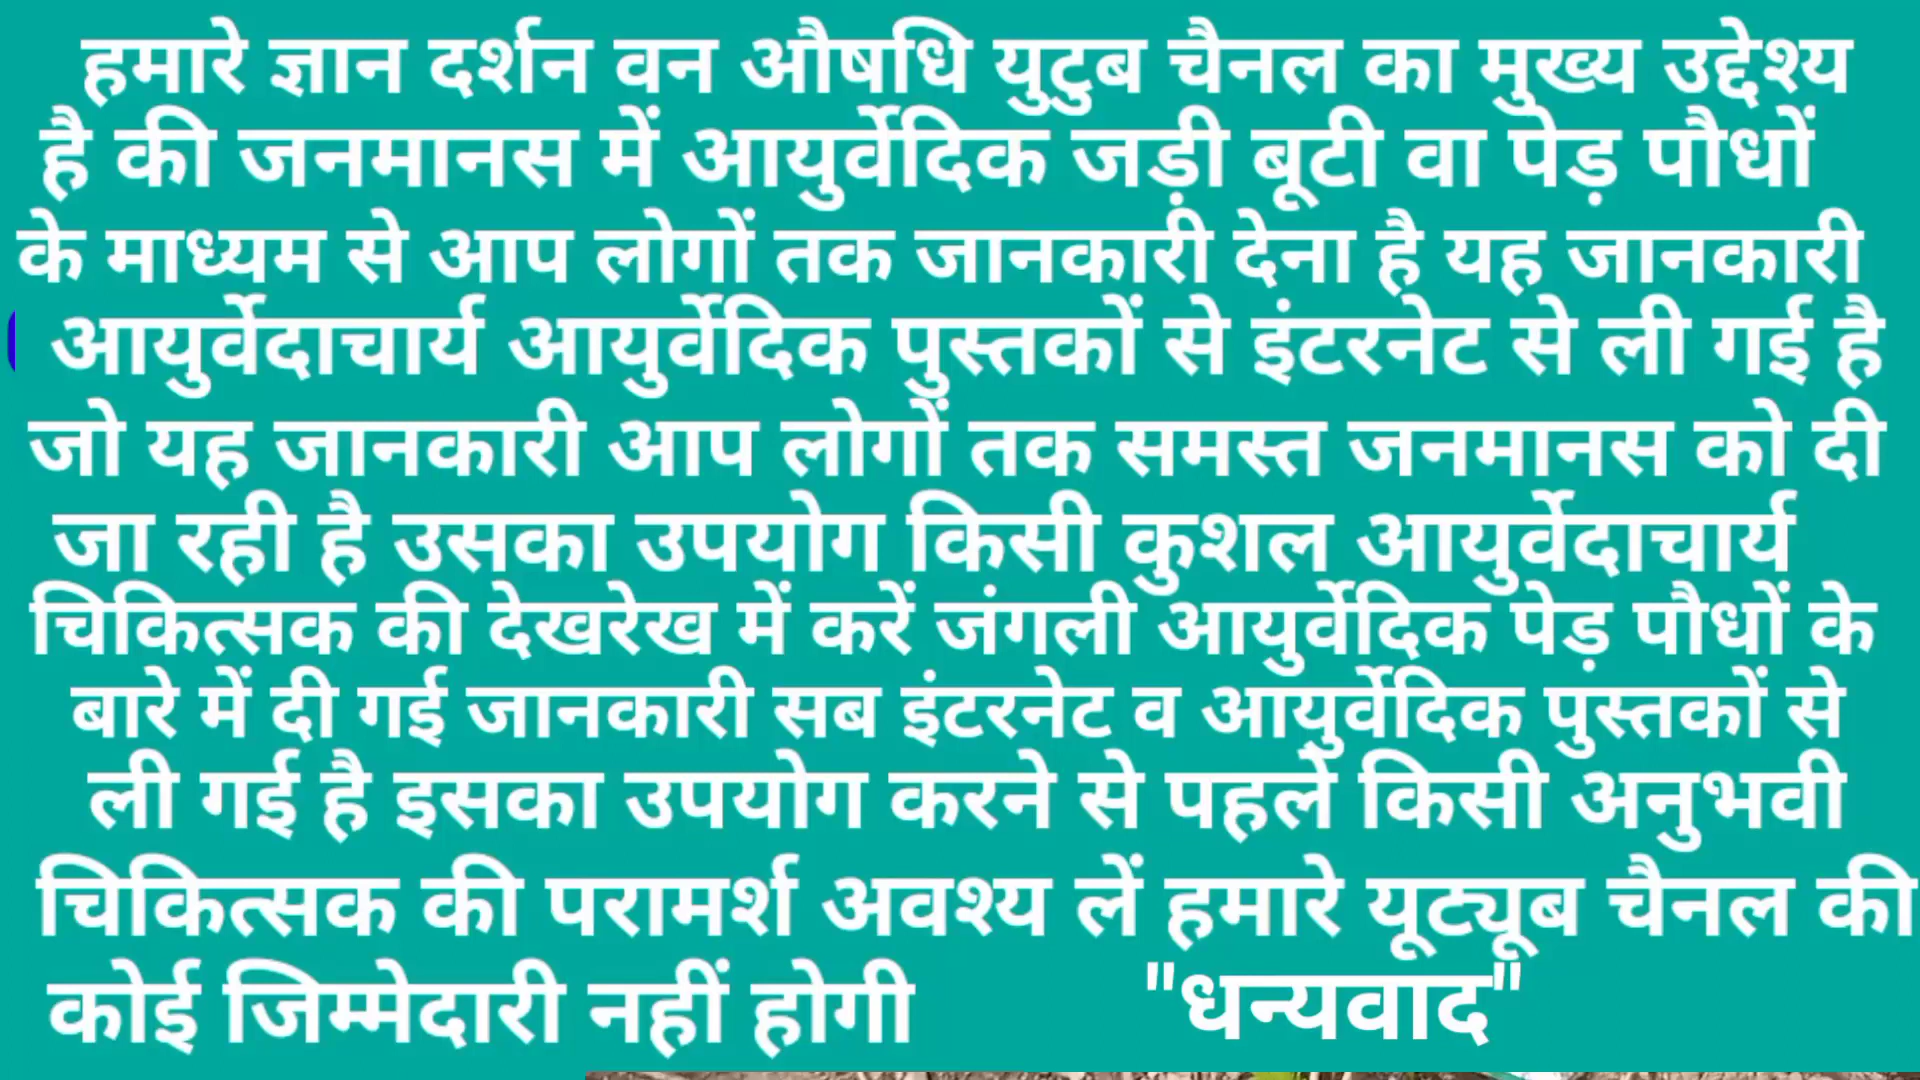 हमारे ज्ञान दर्शन वन औषधि युटुब चैनल का मुख्य उद्देश्य
है की जनमानस में आयुर्वेदिक जड़ी बूटी वा पेड़ पौधों
के माध्यम से आप लोगों तक जानकारी देना है यह जानकारी
आयुर्वेदाचार्य आयुर्वेदिक पुस्तकों से इंटरनेट से ली गई है
जो यह जानकारी आप लोगों तक समस्त जनमानस को दी
जा रही है उसका उपयोग किसी कुशल आयुर्वेदाचार्य
चिकित्सक की देखरेख में करें जंगली आयुर्वेदिक पेड़ पौधों के
बारे में दी गई जानकारी सब इंटरनेट व आयुर्वेदिक पुस्तकों से
ली गई है इसका उपयोग करने से पहले किसी अनुभवी
चिकित्सक की परामर्श अवश्य लें हमारे यूट्यूब चैनल की
कोई जिम्मेदारी नहीं होगी "धन्यवाद"